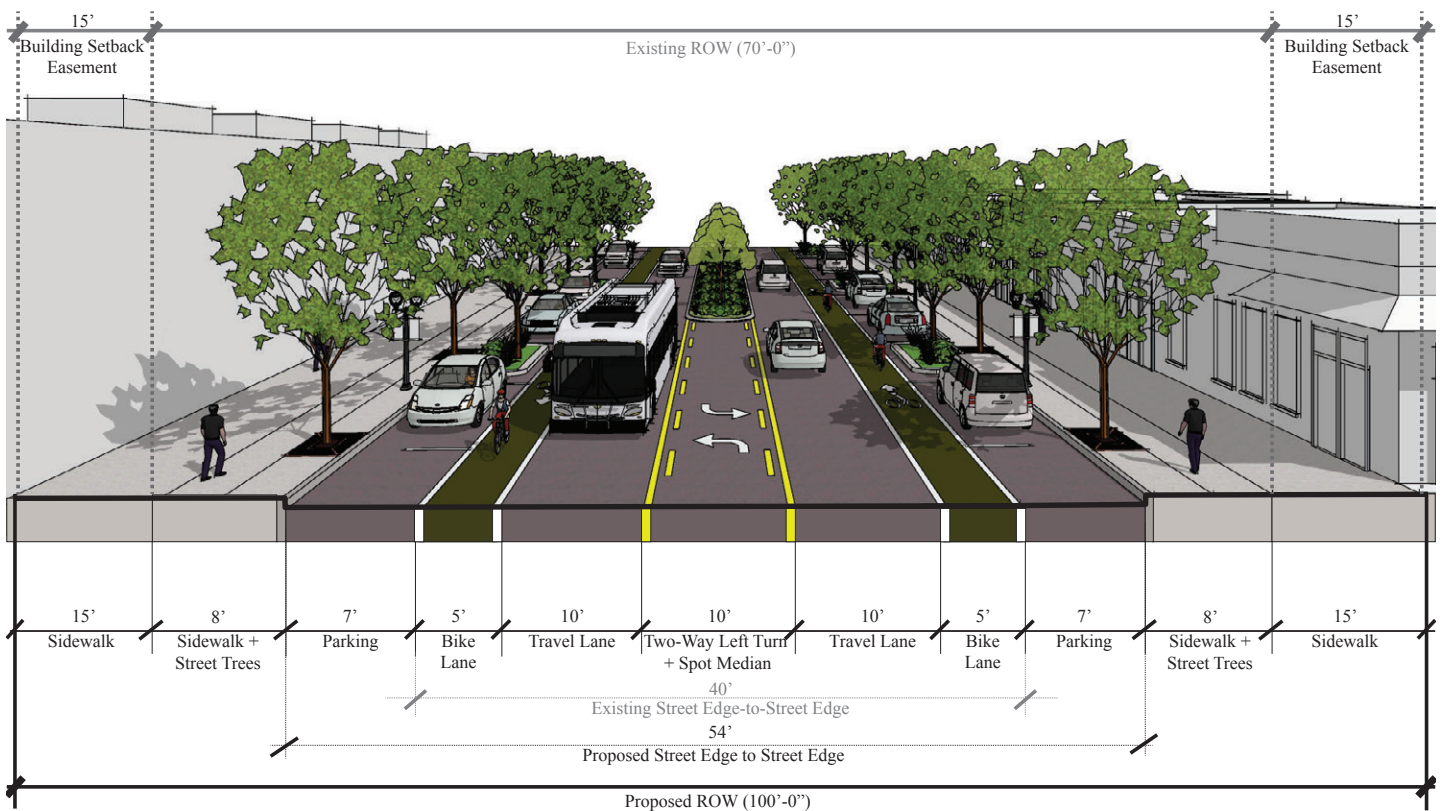 15’
Building Setback
Easement
Existing ROW (70’-0”)
15’
Building Setback
Easement
15’
Sidewalk
8’
Sidewalk +
Street Trees
7’
Parking
5’
Bike
Lane
10’
Travel Lane
10’
Two-Way Left Turn
+ Spot Median
10’
Travel Lane
5’
Bike
Lane
7’
Parking
8’
Sidewalk +
Street Trees
15’
Sidewalk
40’
Existing Street Edge-to-Street Edge
54’
Proposed Street Edge to Street Edge
Proposed ROW (100’-0”)